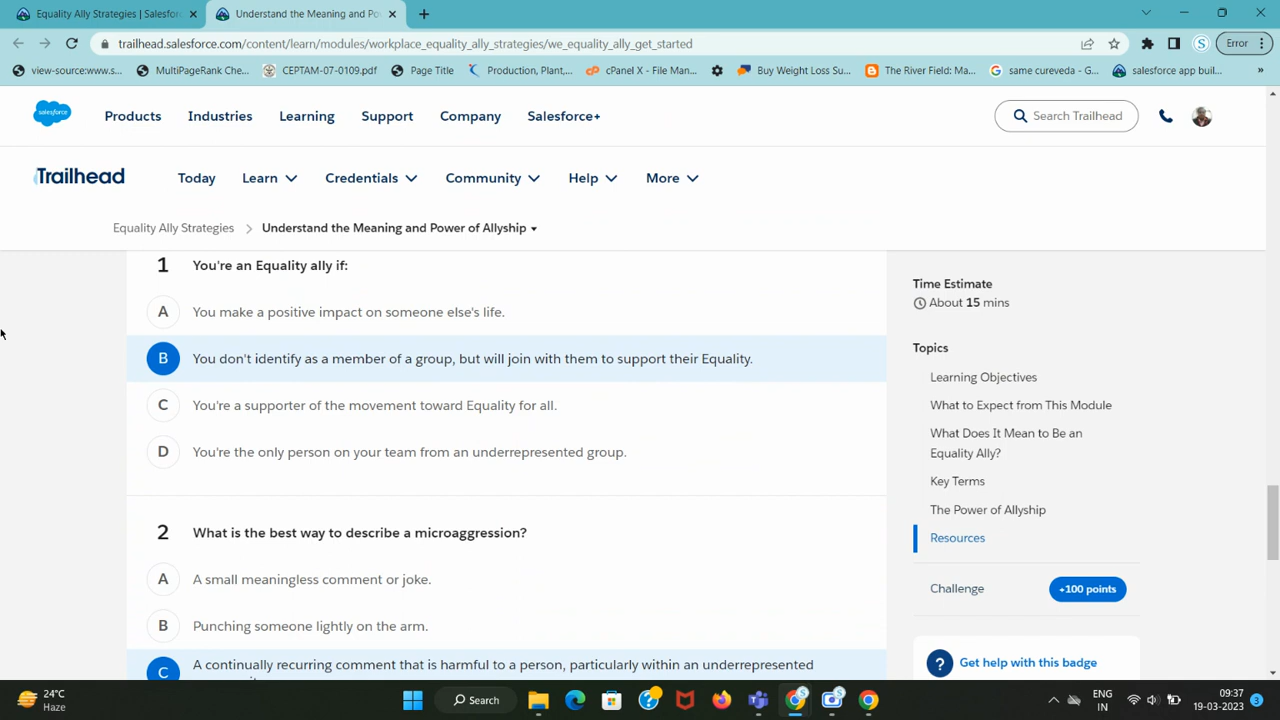 Equality Ally Strategies | Salesfor
Understand the Meaning and Po
trailhead.salesforce.com/content/learn/modules/workplace_equality_ally_strategies/we_equality_ally_get_started
Error
view-source:www.s...
MultiPageRank Che...
CEPTAM-07-0109.pdf
Page Title
Production, Plant,...
cPanel X - File Man...
Buy Weight Loss Su...
The River Field: Ma...
same cureveda - G...
salesforce app buil...
»
salesforce
Products
Industries
Learning
Support
Company
Salesforce+
Search Trailhead
Trailhead
Today
Learn
Credentials
Community
Help
More
Equality Ally Strategies
Understand the Meaning and Power of Allyship
1 You're an Equality ally if:
A You make a positive impact on someone else's life.
B You don't identify as a member of a group, but will join with them to support their Equality.
C You're a supporter of the movement toward Equality for all.
D You're the only person on your team from an underrepresented group.
2 What is the best way to describe a microaggression?
A A small meaningless comment or joke.
B Punching someone lightly on the arm.
C A continually recurring comment that is harmful to a person, particularly within an underrepresented
Time Estimate
About 15 mins
Topics
Learning Objectives
What to Expect from This Module
What Does It Mean to Be an
Equality Ally?
Key Terms
The Power of Allyship
Resources
Challenge
+100 points
? Get help with this badge
24°C
Haze
Search
ENG
IN
09:37
19-03-2023
3